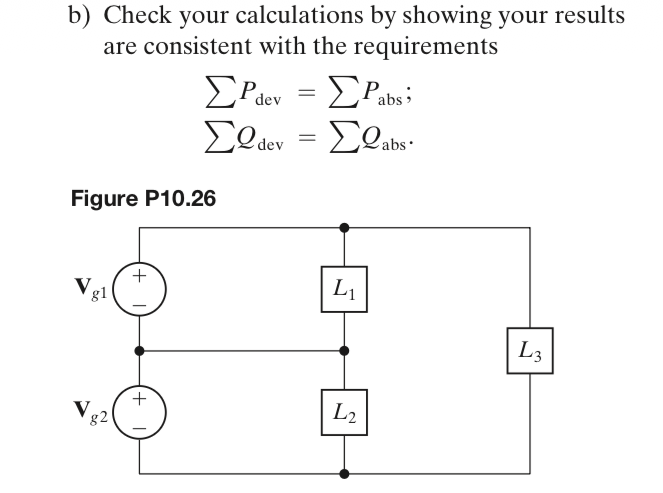 b) Check your calculations by showing your results
are consistent with the requirements
∑P_dev = ∑P_abs;
∑Q_dev = ∑Q_abs.
Figure P10.26
+
V_g1
−
L_1
L_3
+
V_g2
−
L_2